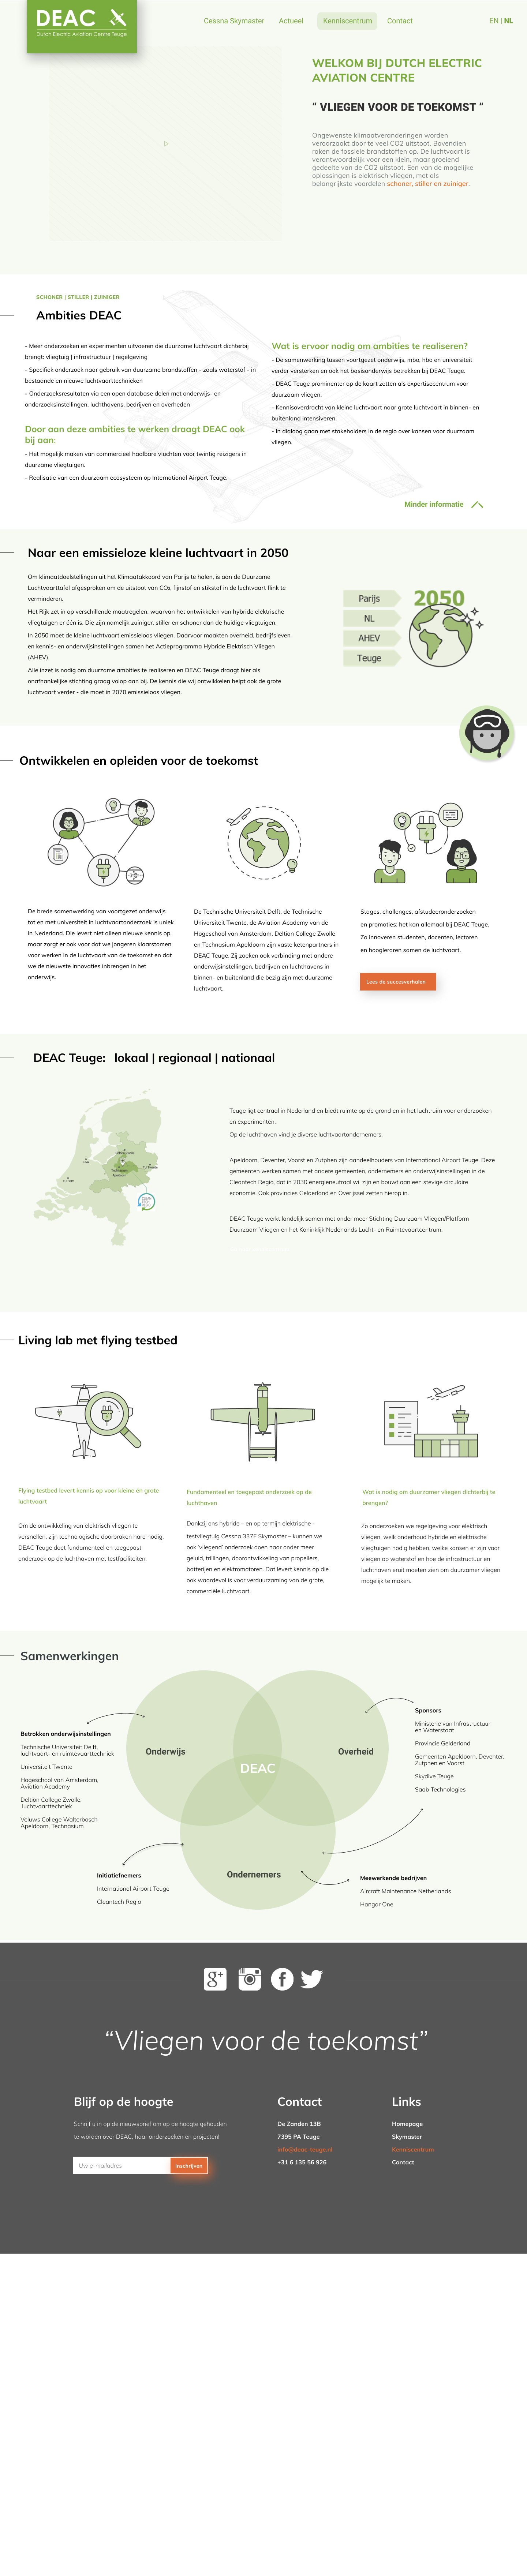 DEAC
Dutch Electric Aviation Centre Teuge
Cessna Skymaster Actueel Kenniscentrum Contact EN | NL
WELKOM BIJ DUTCH ELECTRIC
AVIATION CENTRE
“ VLIEGEN VOOR DE TOEKOMST ”
Ongewenste klimaatveranderingen worden
veroorzaakt door te veel CO2 uitstoot. Bovendien
raken de fossiele brandstoffen op. De luchtvaart is
verantwoordelijk voor een klein, maar groeiend
gedeelte van de CO2 uitstoot. Een van de mogelijke
oplossingen is elektrisch vliegen, met als
belangrijkste voordelen schoner, stiller en zuiniger.
SCHONER | STILLER | ZUINIGER
Ambities DEAC
- Meer onderzoeken en experimenten uitvoeren die duurzame luchtvaart dichterbij
brengt: vliegtuig | infrastructuur | regelgeving
- Specifiek onderzoek naar gebruik van duurzame brandstoffen - zoals waterstof - in
bestaande en nieuwe luchtvaarttechnieken
- Onderzoeksresultaten via een open database delen met onderwijs- en
onderzoeksinstellingen, luchthavens, bedrijven en overheden
Door aan deze ambities te werken draagt DEAC ook
bij aan:
- Het mogelijk maken van commercieel haalbare vluchten voor twintig reizigers in
duurzame vliegtuigen.
- Realisatie van een duurzaam ecosysteem op International Airport Teuge.
Wat is ervoor nodig om ambities te realiseren?
- De samenwerking tussen voortgezet onderwijs, mbo, hbo en universiteit
verder versterken en ook het basisonderwijs betrekken bij DEAC Teuge.
- DEAC Teuge prominenter op de kaart zetten als expertisecentrum voor
duurzaam vliegen.
- Kennisoverdracht van kleine luchtvaart naar grote luchtvaart in binnen- en
buitenland intensiveren.
- In dialoog gaan met stakeholders in de regio over kansen voor duurzaam
vliegen.
Minder informatie
Naar een emissieloze kleine luchtvaart in 2050
Om klimaatdoelstellingen uit het Klimaatakkoord van Parijs te halen, is aan de Duurzame
Luchtvaarttafel afgesproken om de uitstoot van CO₂, fijnstof en stikstof in de luchtvaart flink te
verminderen.
Het Rijk zet in op verschillende maatregelen, waarvan het ontwikkelen van hybride elektrische
vliegtuigen er één is. Die zijn namelijk zuiniger, stiller en schoner dan de huidige vliegtuigen.
In 2050 moet de kleine luchtvaart emissieloos vliegen. Daarvoor maakten overheid, bedrijfsleven
en kennis- en onderwijsinstellingen samen het Actieprogramma Hybride Elektrisch Vliegen
(AHEV).
Alle inzet is nodig om duurzame ambities te realiseren en DEAC Teuge draagt hier als
onafhankelijke stichting graag volop aan bij. De kennis die wij ontwikkelen helpt ook de grote
luchtvaart verder - die moet in 2070 emissieloos vliegen.
2050
Parijs
NL
AHEV
Teuge
Ontwikkelen en opleiden voor de toekomst
De brede samenwerking van voortgezet onderwijs
tot en met universiteit in luchtvaartonderzoek is uniek
in Nederland. Die levert niet alleen nieuwe kennis op,
maar zorgt er ook voor dat we jongeren klaarstomen
voor werken in de luchtvaart van de toekomst en dat
we de nieuwste innovaties inbrengen in het
onderwijs.
De Technische Universiteit Delft, de Technische
Universiteit Twente, de Aviation Academy van de
Hogeschool van Amsterdam, Deltion College Zwolle
en Technasium Apeldoorn zijn vaste ketenpartners in
DEAC Teuge. Zij zoeken ook verbinding met andere
onderwijsinstellingen, bedrijven en luchthavens in
binnen- en buitenland die bezig zijn met duurzame
luchtvaart.
Stages, challenges, afstudeeronderzoeken
en promoties: het kan allemaal bij DEAC Teuge.
Zo innoveren studenten, docenten, lectoren
en hoogleraren samen de luchtvaart.
Lees de succesverhalen
DEAC Teuge: lokaal | regionaal | nationaal
Teuge ligt centraal in Nederland en biedt ruimte op de grond en in het luchtruim voor onderzoeken
en experimenten.
Op de luchthaven vind je diverse luchtvaartondernemers.
Apeldoorn, Deventer, Voorst en Zutphen zijn aandeelhouders van International Airport Teuge. Deze
gemeenten werken samen met andere gemeenten, ondernemers en onderwijsinstellingen in de
Cleantech Regio, dat in 2030 energieneutraal wil zijn en bouwt aan een stevige circulaire
economie. Ook provincies Gelderland en Overijssel zetten hierop in.
DEAC Teuge werkt landelijk samen met onder meer Stichting Duurzaam Vliegen/Platform
Duurzaam Vliegen en het Koninklijk Nederlands Lucht- en Ruimtevaartcentrum.
Living lab met flying testbed
Flying testbed levert kennis op voor kleine én grote
luchtvaart
Om de ontwikkeling van elektrisch vliegen te
versnellen, zijn technologische doorbraken hard nodig.
DEAC Teuge doet fundamenteel en toegepast
onderzoek op de luchthaven met testfaciliteiten.
Fundamenteel en toegepast onderzoek op de
luchthaven
Dankzij ons hybride – en op termijn elektrische -
testvliegtuig Cessna 337F Skymaster – kunnen we
ook ‘vliegend’ onderzoek doen naar onder meer
geluid, trillingen, doorontwikkeling van propellers,
batterijen en elektromotoren. Dat levert kennis op die
ook waardevol is voor verduurzaming van de grote,
commerciële luchtvaart.
Wat is nodig om duurzamer vliegen dichterbij te
brengen?
Zo onderzoeken we regelgeving voor elektrisch
vliegen, welk onderhoud hybride en elektrische
vliegtuigen nodig hebben, welke kansen er zijn voor
vliegen op waterstof en hoe de infrastructuur en
luchthaven eruit moeten zien om duurzamer vliegen
mogelijk te maken.
Samenwerkingen
Betrokken onderwijsinstellingen
Technische Universiteit Delft,
luchtvaart- en ruimtevaarttechniek
Universiteit Twente
Hogeschool van Amsterdam,
Aviation Academy
Deltion College Zwolle,
luchtvaarttechniek
Veluws College Walterbosch
Apeldoorn, Technasium
Onderwijs
Overheid
DEAC
Ondernemers
Sponsors
Ministerie van Infrastructuur
en Waterstaat
Provincie Gelderland
Gemeenten Apeldoorn, Deventer,
Zutphen en Voorst
Skydive Teuge
Saab Technologies
Initiatiefnemers
International Airport Teuge
Cleantech Regio
Meewerkende bedrijven
Aircraft Maintenance Netherlands
Hangar One
“Vliegen voor de toekomst”
Blijf op de hoogte
Schrijf u in op de nieuwsbrief om op de hoogte gehouden
te worden over DEAC, haar onderzoeken en projecten!
Uw e-mailadres
Inschrijven
Contact
De Zanden 13B
7395 PA Teuge
info@deac-teuge.nl
+31 6 135 56 926
Links
Homepage
Skymaster
Kenniscentrum
Contact